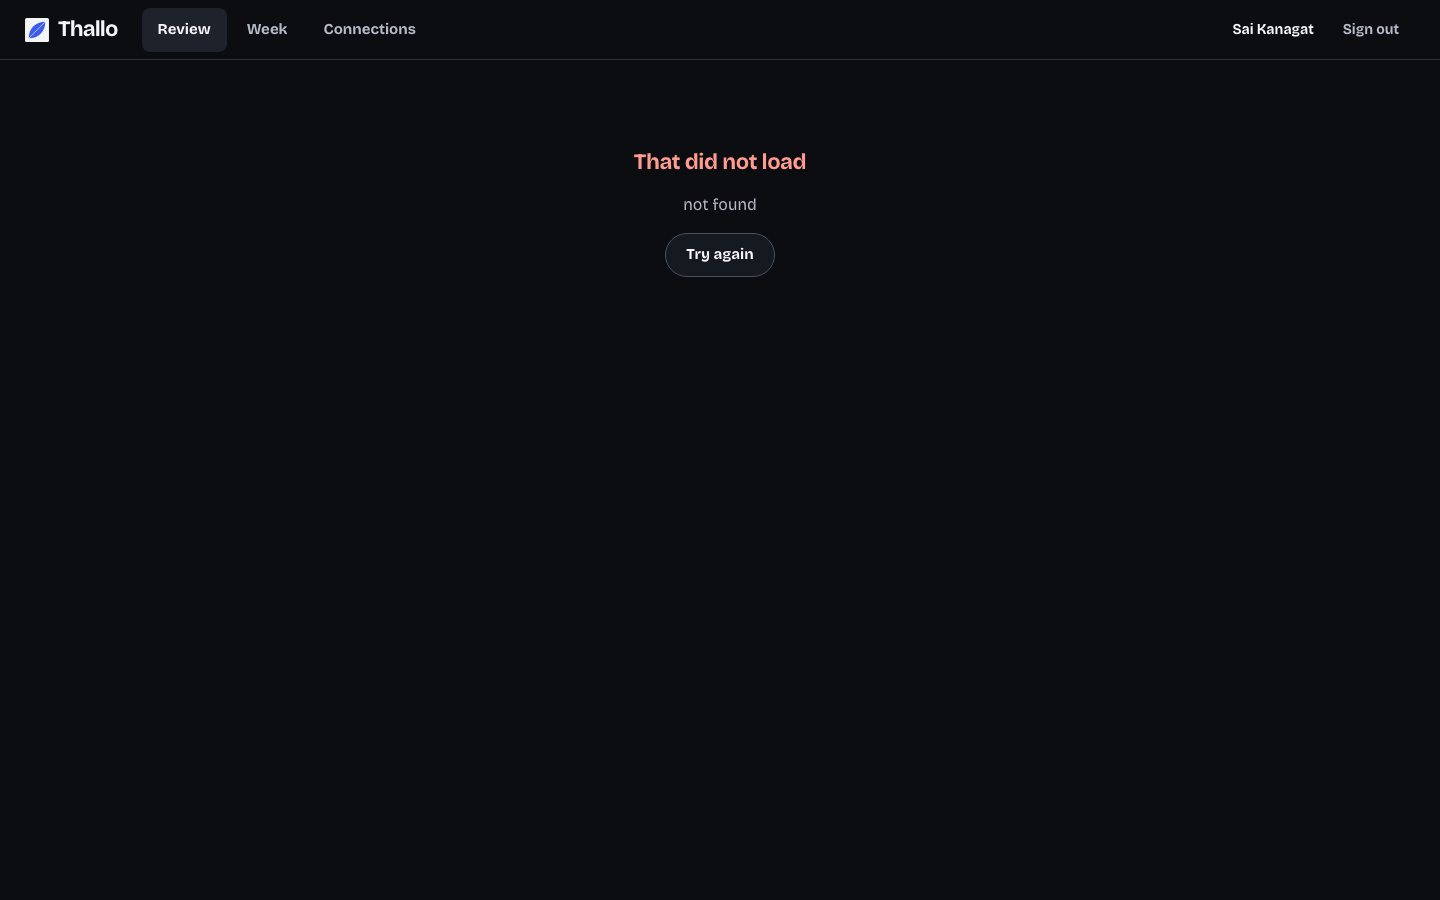 Thallo
Review
Week
Connections
Sai Kanagat
Sign out
That did not load
not found
Try again